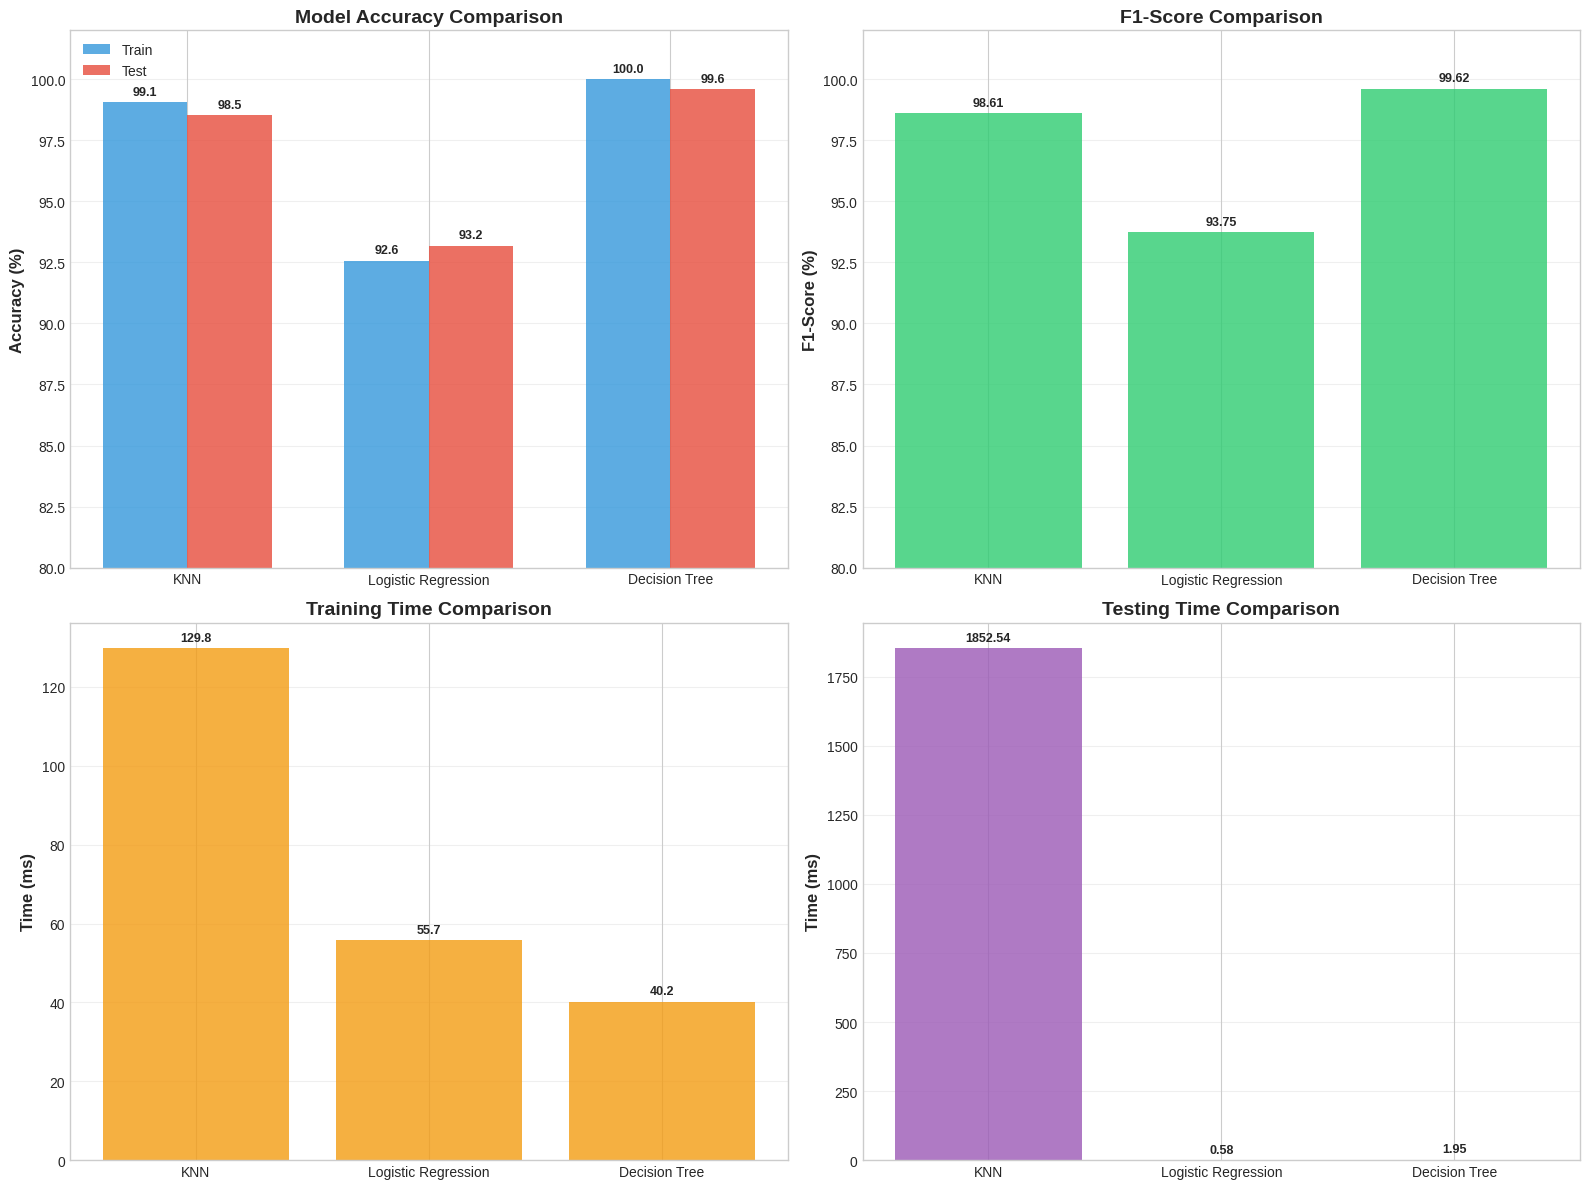 Model Accuracy Comparison
Train
Test
Accuracy (%)
100.0
97.5
95.0
92.5
90.0
87.5
85.0
82.5
80.0
99.1
98.5
92.6
93.2
100.0
99.6
KNN
Logistic Regression
Decision Tree
F1-Score Comparison
F1-Score (%)
100.0
97.5
95.0
92.5
90.0
87.5
85.0
82.5
80.0
98.61
93.75
99.62
KNN
Logistic Regression
Decision Tree
Training Time Comparison
Time (ms)
120
100
80
60
40
20
0
129.8
55.7
40.2
KNN
Logistic Regression
Decision Tree
Testing Time Comparison
Time (ms)
1750
1500
1250
1000
750
500
250
0
1852.54
0.58
1.95
KNN
Logistic Regression
Decision Tree